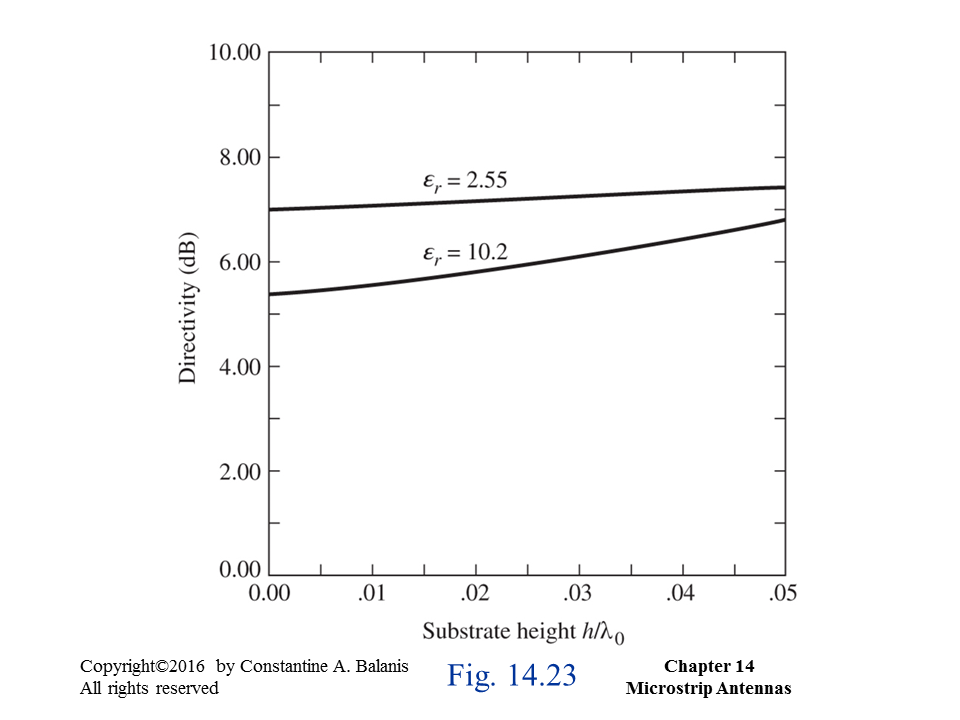 10.00
8.00
6.00
4.00
2.00
0.00
Directivity (dB)
εr = 2.55
εr = 10.2
0.00 .01 .02 .03 .04 .05
Substrate height h/λ0
Copyright©2016 by Constantine A. Balanis
All rights reserved
Fig. 14.23
Chapter 14
Microstrip Antennas